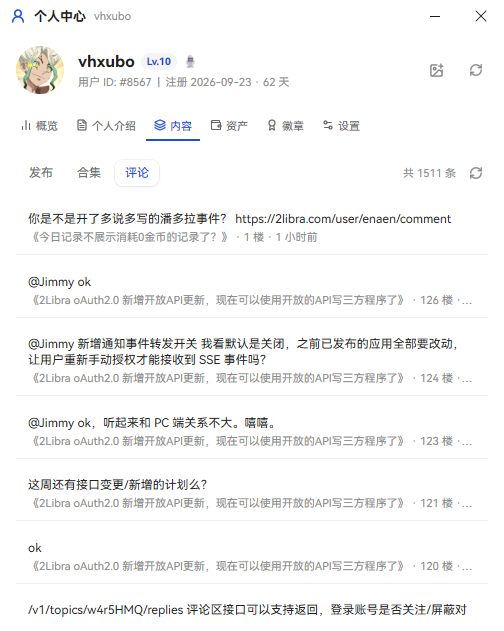 个人中心 vhxubo
vhxubo Lv.10
用户 ID: #8567 | 注册 2026-09-23 · 62 天
概览 个人介绍 内容 资产 徽章 设置
发布 合集 评论 共 1511 条
你是不是开了多说多写的潘多拉事件？ https://2libra.com/user/enaen/comment
《今日记录不展示消耗0金币的记录了？》 · 1 楼 · 1 小时前
@Jimmy ok
《2Libra oAuth2.0 新增开放API更新，现在可以使用开放的API写三方程序了》 · 126 楼 ·...
@Jimmy 新增通知事件转发开关 我看默认是关闭，之前已发布的应用全部要改动，
让用户重新手动授权才能接收到 SSE 事件吗？
《2Libra oAuth2.0 新增开放API更新，现在可以使用开放的API写三方程序了》 · 124 楼 ·...
@Jimmy ok，听起来和 PC 端关系不大。嘻嘻。
《2Libra oAuth2.0 新增开放API更新，现在可以使用开放的API写三方程序了》 · 123 楼 ·...
这周还有接口变更/新增的计划么？
《2Libra oAuth2.0 新增开放API更新，现在可以使用开放的API写三方程序了》 · 121 楼 ·...
ok
《2Libra oAuth2.0 新增开放API更新，现在可以使用开放的API写三方程序了》 · 120 楼 ·...
/v1/topics/w4r5HMQ/replies 评论区接口可以支持返回，登录账号是否关注/屏蔽对